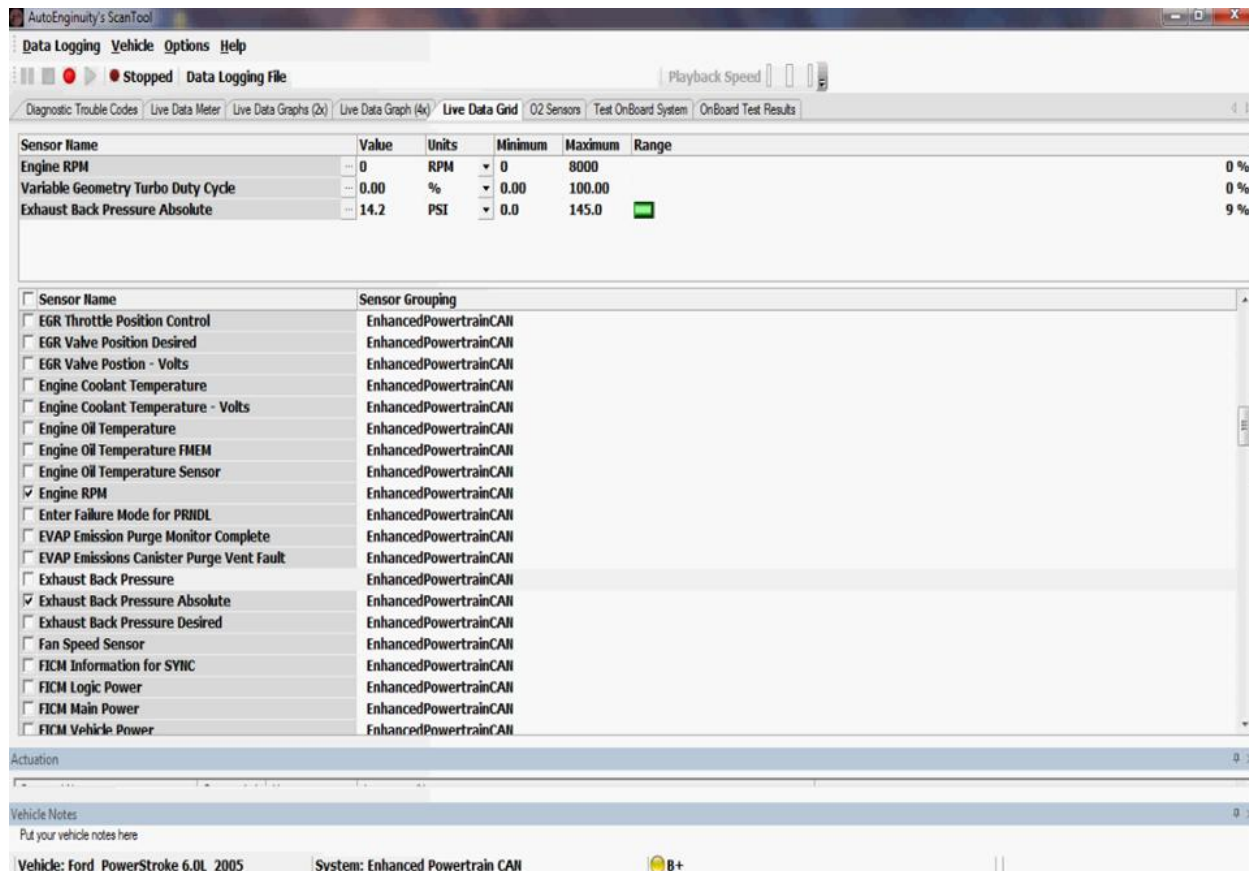 AutoEnginuity's ScanTool
Data Logging Vehicle Options Help
Stopped Data Logging File Playback Speed
Diagnostic Trouble Codes Live Data Meter Live Data Graphs (2x) Live Data Graph (4x) Live Data Grid O2 Sensors Test OnBoard System OnBoard Test Results
Sensor Name Value Units Minimum Maximum Range
Engine RPM ... 0 RPM 0 8000 0 %
Variable Geometry Turbo Duty Cycle ... 0.00 % 0.00 100.00 0 %
Exhaust Back Pressure Absolute ... 14.2 PSI 0.0 145.0 9 %
Sensor Name Sensor Grouping
EGR Throttle Position Control EnhancedPowertrainCAN
EGR Valve Position Desired EnhancedPowertrainCAN
EGR Valve Postion - Volts EnhancedPowertrainCAN
Engine Coolant Temperature EnhancedPowertrainCAN
Engine Coolant Temperature - Volts EnhancedPowertrainCAN
Engine Oil Temperature EnhancedPowertrainCAN
Engine Oil Temperature FMEM EnhancedPowertrainCAN
Engine Oil Temperature Sensor EnhancedPowertrainCAN
Engine RPM EnhancedPowertrainCAN
Enter Failure Mode for PRNDL EnhancedPowertrainCAN
EVAP Emission Purge Monitor Complete EnhancedPowertrainCAN
EVAP Emissions Canister Purge Vent Fault EnhancedPowertrainCAN
Exhaust Back Pressure EnhancedPowertrainCAN
Exhaust Back Pressure Absolute EnhancedPowertrainCAN
Exhaust Back Pressure Desired EnhancedPowertrainCAN
Fan Speed Sensor EnhancedPowertrainCAN
FICM Information for SYNC EnhancedPowertrainCAN
FICM Logic Power EnhancedPowertrainCAN
FICM Main Power EnhancedPowertrainCAN
FICM Vehicle Power EnhancedPowertrainCAN
Actuation
Vehicle Notes
Put your vehicle notes here
Vehicle: Ford PowerStroke 6.0L 2005 System: Enhanced Powertrain CAN B+